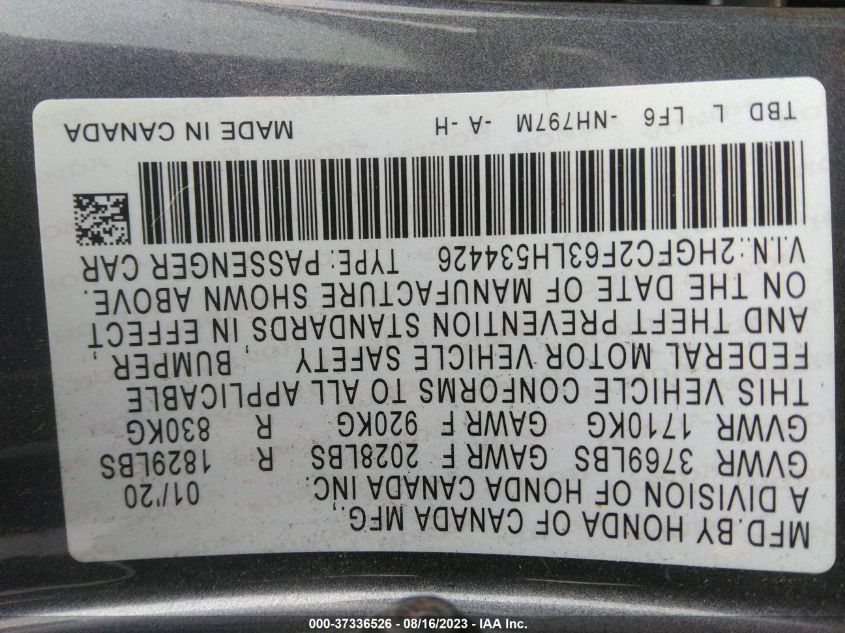 MFD.BY HONDA OF CANADA MFG.,
A DIVISION OF HONDA CANADA INC. 01/'20
GVWR 3769LBS GAWR F 2028LBS R 1829LBS
GVWR 1710KG GAWR F 920KG R 830KG
THIS VEHICLE CONFORMS TO ALL APPLICABLE
FEDERAL MOTOR VEHICLE SAFETY, BUMPER,
AND THEFT PREVENTION STANDARDS IN EFFECT
ON THE DATE OF MANUFACTURE SHOWN ABOVE.
V.I.N.:2HGFC2F63LH534426 TYPE:PASSENGER CAR
TBD L LF6 -NH797M -A -H MADE IN CANADA
000-37336526 - 08/16/2023 - IAA Inc.